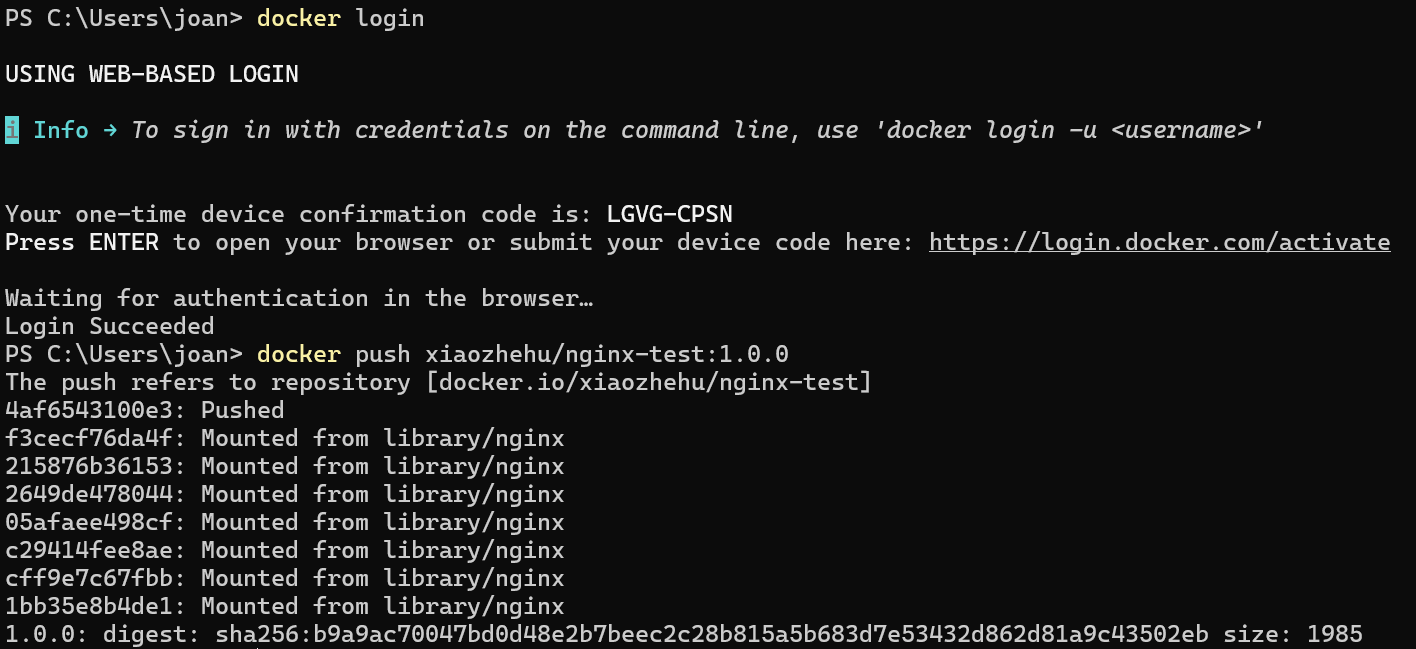 PS C:\Users\joan> docker login
USING WEB-BASED LOGIN
i Info → To sign in with credentials on the command line, use 'docker login -u <username>'
Your one-time device confirmation code is: LGVG-CPSN
Press ENTER to open your browser or submit your device code here: https://login.docker.com/activate
Waiting for authentication in the browser…
Login Succeeded
PS C:\Users\joan> docker push xiaozhehu/nginx-test:1.0.0
The push refers to repository [docker.io/xiaozhehu/nginx-test]
4af6543100e3: Pushed
f3cecf76da4f: Mounted from library/nginx
215876b36153: Mounted from library/nginx
2649de478044: Mounted from library/nginx
05afaee498cf: Mounted from library/nginx
c29414fee8ae: Mounted from library/nginx
cff9e7c67fbb: Mounted from library/nginx
1bb35e8b4de1: Mounted from library/nginx
1.0.0: digest: sha256:b9a9ac70047bd0d48e2b7beec2c28b815a5b683d7e53432d862d81a9c43502eb size: 1985